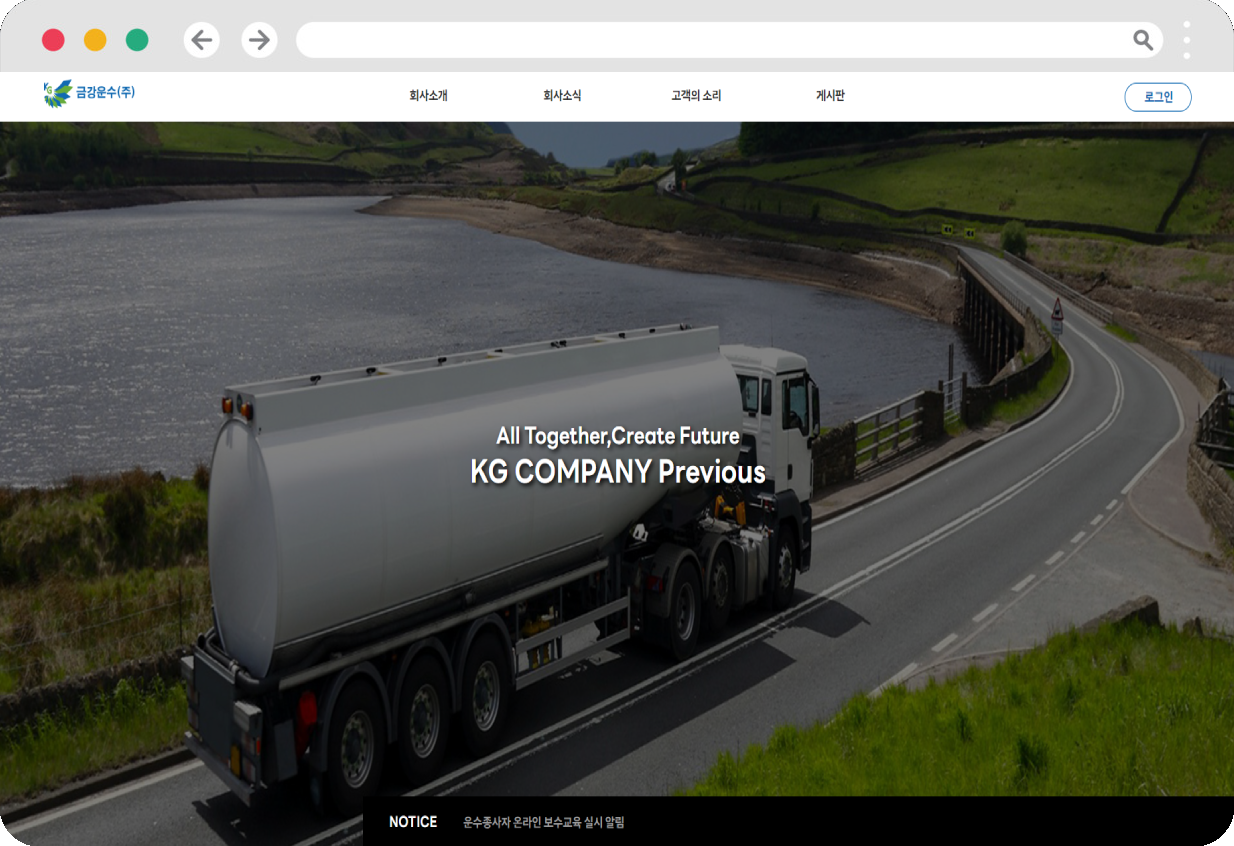 KG 금강운수(주)
회사소개
회사소식
고객의 소리
게시판
로그인
All Together,Create Future
KG COMPANY Previous
NOTICE 운수종사자 온라인 보수교육 실시 알림